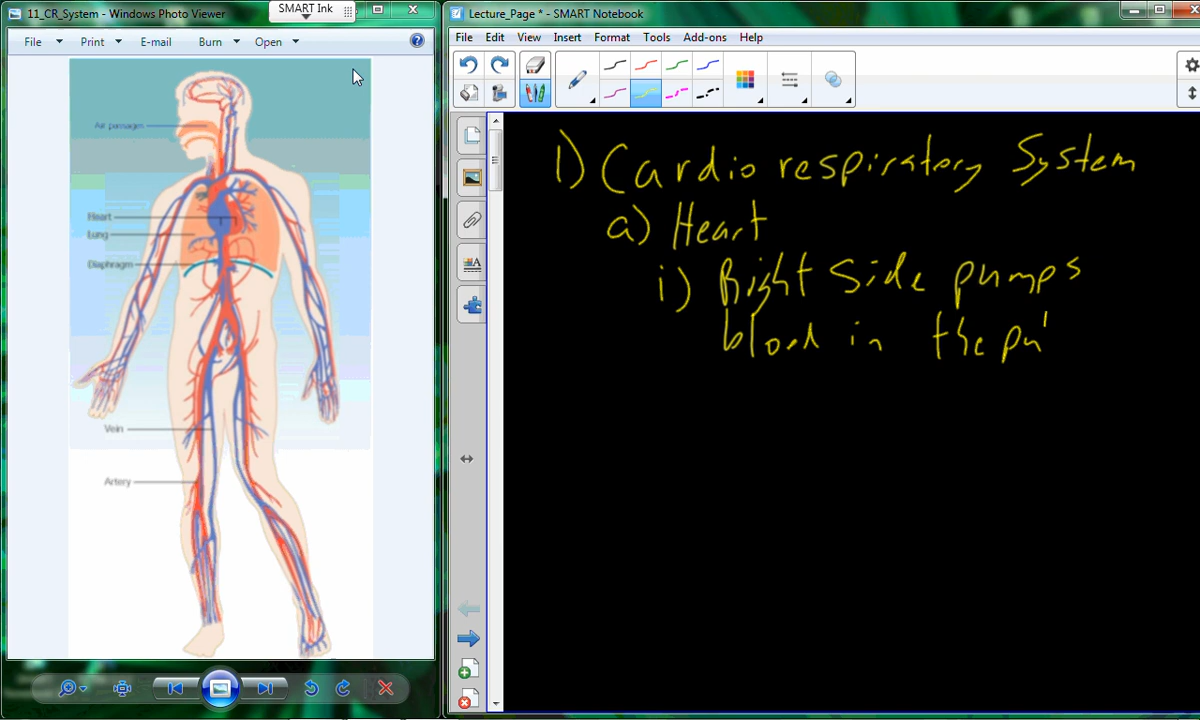 11_CR_System - Windows Photo Viewer
SMART Ink
File Print E-mail Burn Open
Air passages
Heart
Lung
Diaphragm
Vein
Artery
Lecture_Page * - SMART Notebook
File Edit View Insert Format Tools Add-ons Help
1) Cardiorespiratory System
a) Heart
i) Right side pumps
blood in the pu